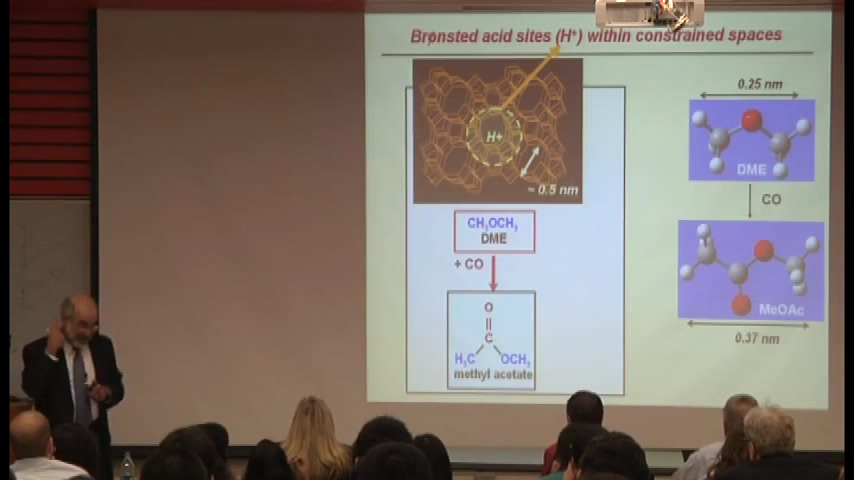 Brønsted acid sites (H⁺) within constrained spaces
H+
≈ 0.5 nm
CH₃OCH₃
DME
+ CO
O
C
H₃C
OCH₃
methyl acetate
0.25 nm
DME
CO
MeOAc
0.37 nm